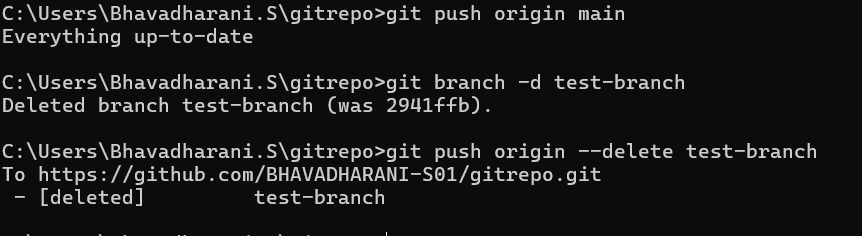 C:\Users\Bhavadharani.S\gitrepo>git push origin main
Everything up-to-date
C:\Users\Bhavadharani.S\gitrepo>git branch -d test-branch
Deleted branch test-branch (was 2941ffb).
C:\Users\Bhavadharani.S\gitrepo>git push origin --delete test-branch
To https://github.com/BHAVADHARANI-S01/gitrepo.git
 - [deleted]         test-branch